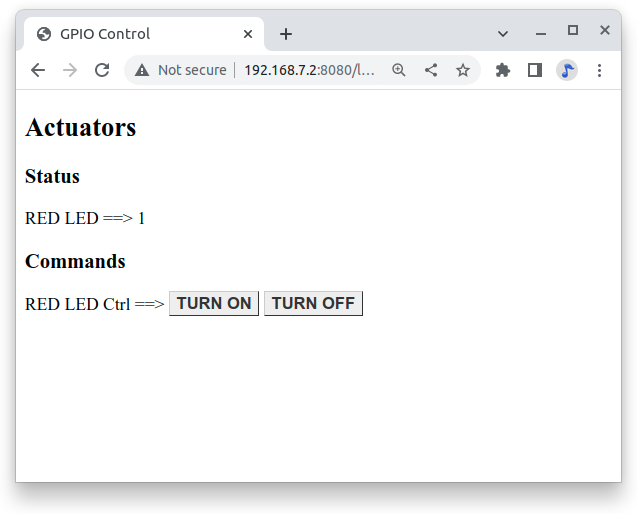 GPIO Control
Not secure 192.168.7.2:8080/l...
Actuators
Status
RED LED ==> 1
Commands
RED LED Ctrl ==> TURN ON TURN OFF